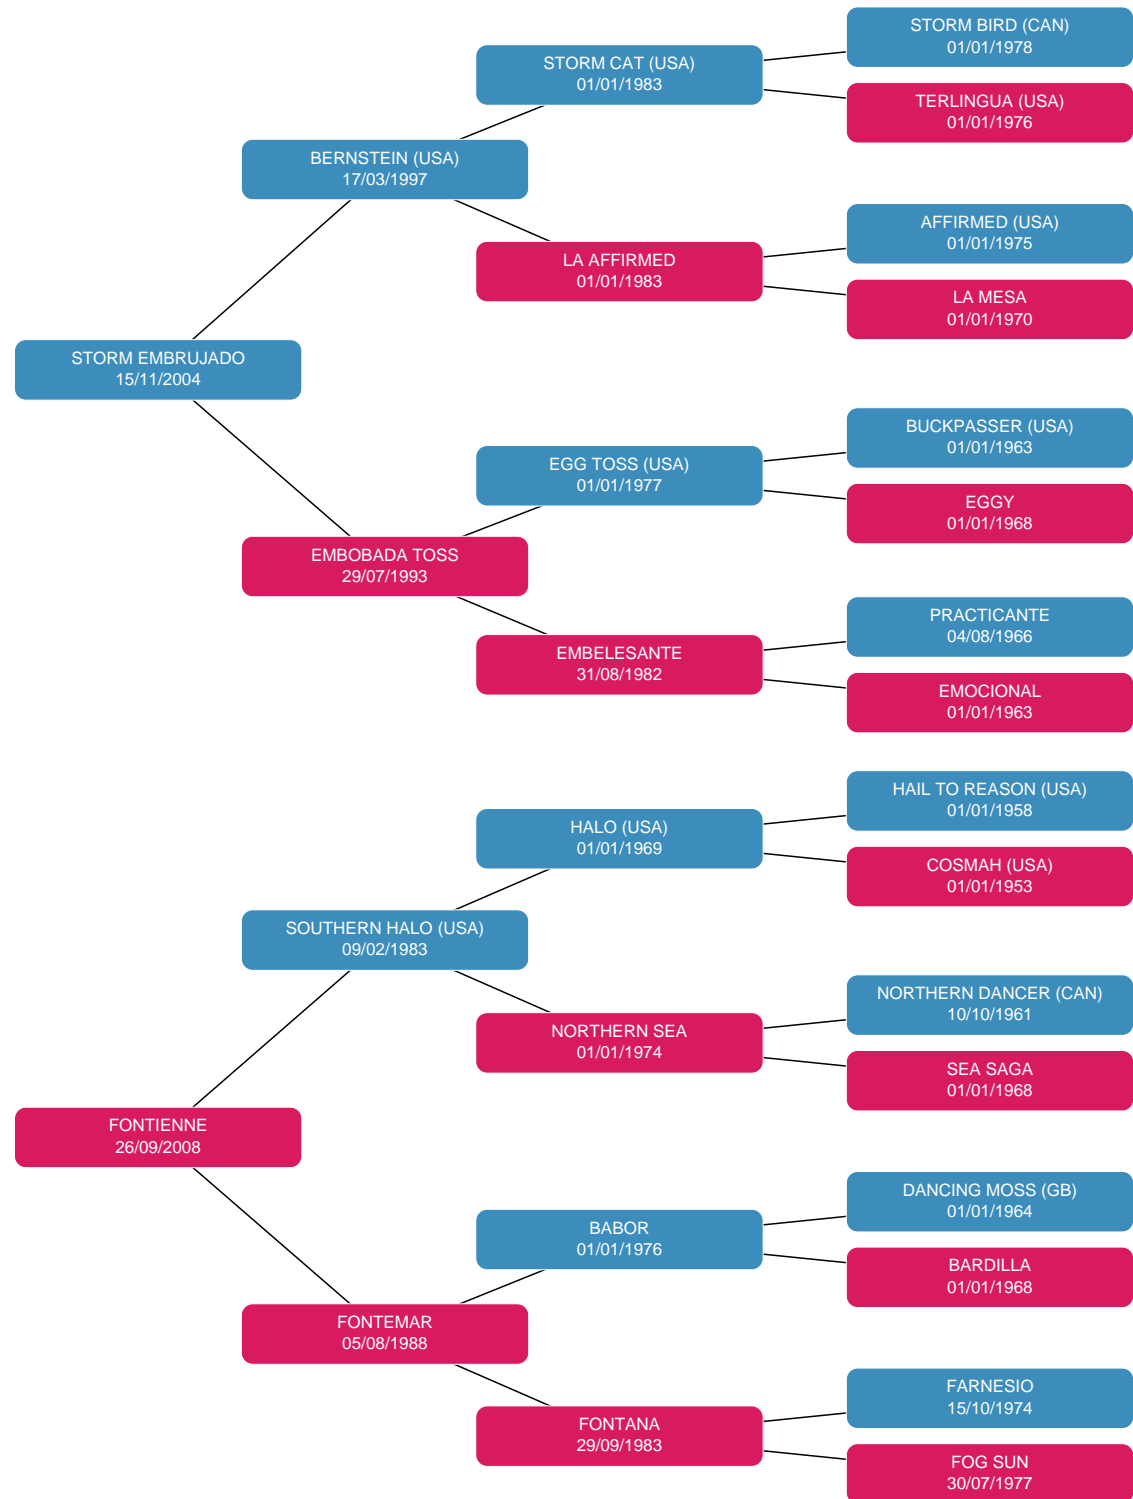 STORM BIRD (CAN)
01/01/1978
STORM CAT (USA)
01/01/1983
TERLINGUA (USA)
01/01/1976
BERNSTEIN (USA)
17/03/1997
AFFIRMED (USA)
01/01/1975
LA AFFIRMED
01/01/1983
LA MESA
01/01/1970
STORM EMBRUJADO
15/11/2004
BUCKPASSER (USA)
01/01/1963
EGG TOSS (USA)
01/01/1977
EGGY
01/01/1968
EMBOBADA TOSS
29/07/1993
PRACTICANTE
04/08/1966
EMBELESANTE
31/08/1982
EMOCIONAL
01/01/1963
HAIL TO REASON (USA)
01/01/1958
HALO (USA)
01/01/1969
COSMAH (USA)
01/01/1953
SOUTHERN HALO (USA)
09/02/1983
NORTHERN DANCER (CAN)
10/10/1961
NORTHERN SEA
01/01/1974
SEA SAGA
01/01/1968
FONTIENNE
26/09/2008
DANCING MOSS (GB)
01/01/1964
BABOR
01/01/1976
BARDILLA
01/01/1968
FONTEMAR
05/08/1988
FARNESIO
15/10/1974
FONTANA
29/09/1983
FOG SUN
30/07/1977